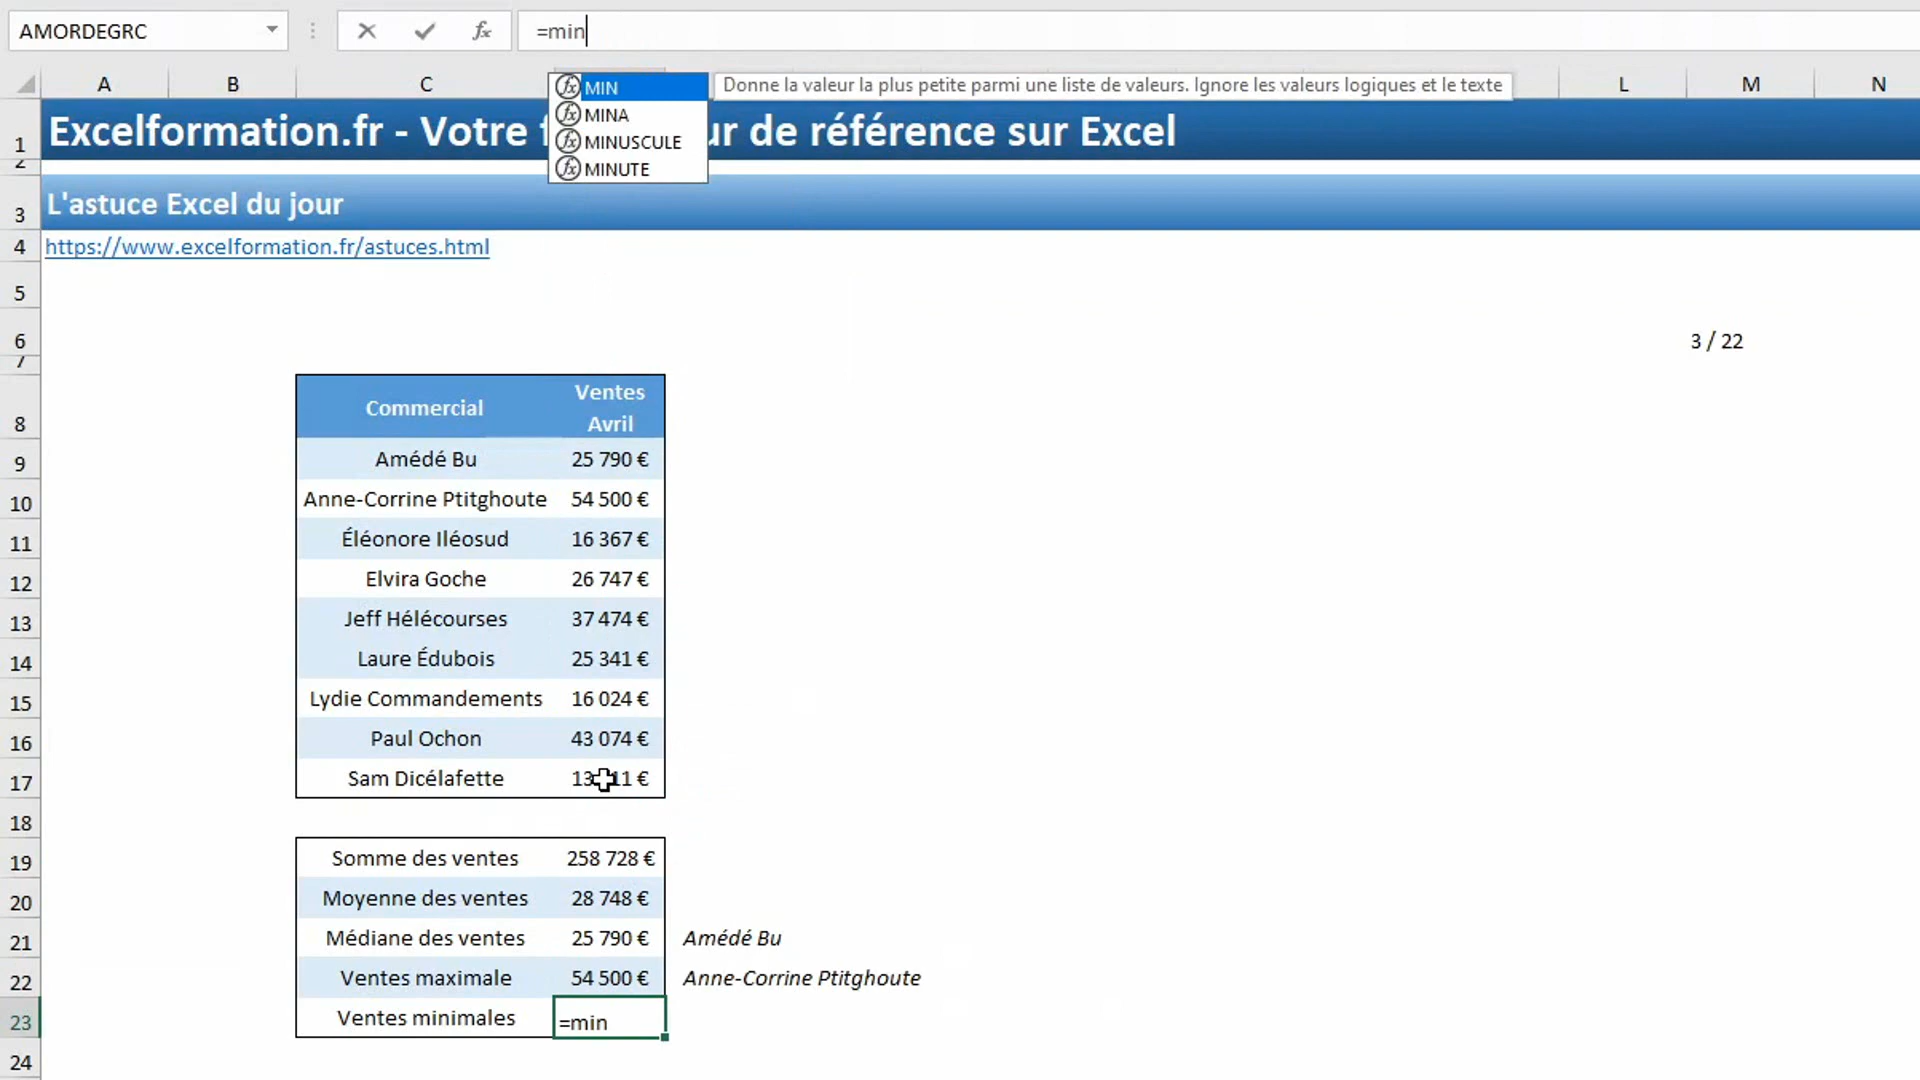 AMORDEGRC
=min
A B C L M N
MIN
Donne la valeur la plus petite parmi une liste de valeurs. Ignore les valeurs logiques et le texte
MINA
MINUSCULE
MINUTE
1 Excelformation.fr - Votre f ur de référence sur Excel
2
3 L'astuce Excel du jour
4 https://www.excelformation.fr/astuces.html
5
6 3 / 22
7
8 Commercial Ventes Avril
9 Amédé Bu 25 790 €
10 Anne-Corrine Ptitghoute 54 500 €
11 Éléonore Iléosud 16 367 €
12 Elvira Goche 26 747 €
13 Jeff Hélécourses 37 474 €
14 Laure Édubois 25 341 €
15 Lydie Commandements 16 024 €
16 Paul Ochon 43 074 €
17 Sam Dicélafette €
18
19 Somme des ventes 258 728 €
20 Moyenne des ventes 28 748 €
21 Médiane des ventes 25 790 € Amédé Bu
22 Ventes maximale 54 500 € Anne-Corrine Ptitghoute
23 Ventes minimales =min
24